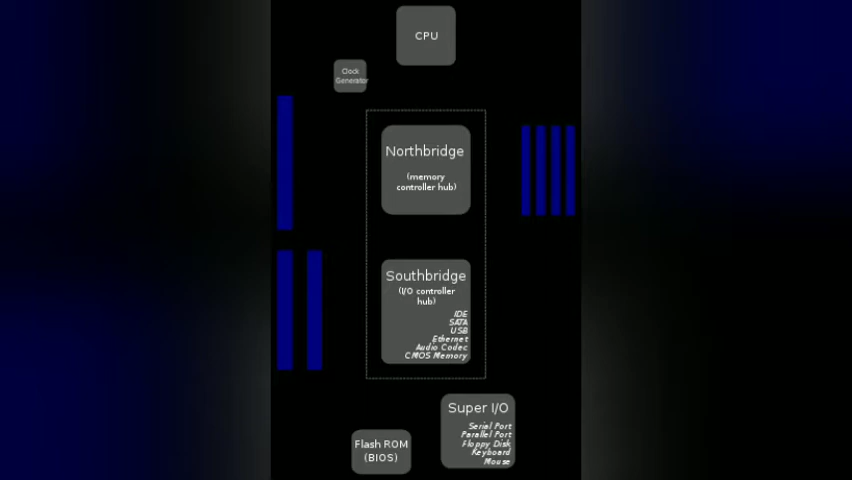 CPU
Clock
Generator
Northbridge
(memory
controller hub)
Southbridge
(I/O controller
hub)
IDE
SATA
USB
Ethernet
Audio Codec
CMOS Memory
Super I/O
Serial Port
Parallel Port
Floppy Disk
Keyboard
Mouse
Flash ROM
(BIOS)